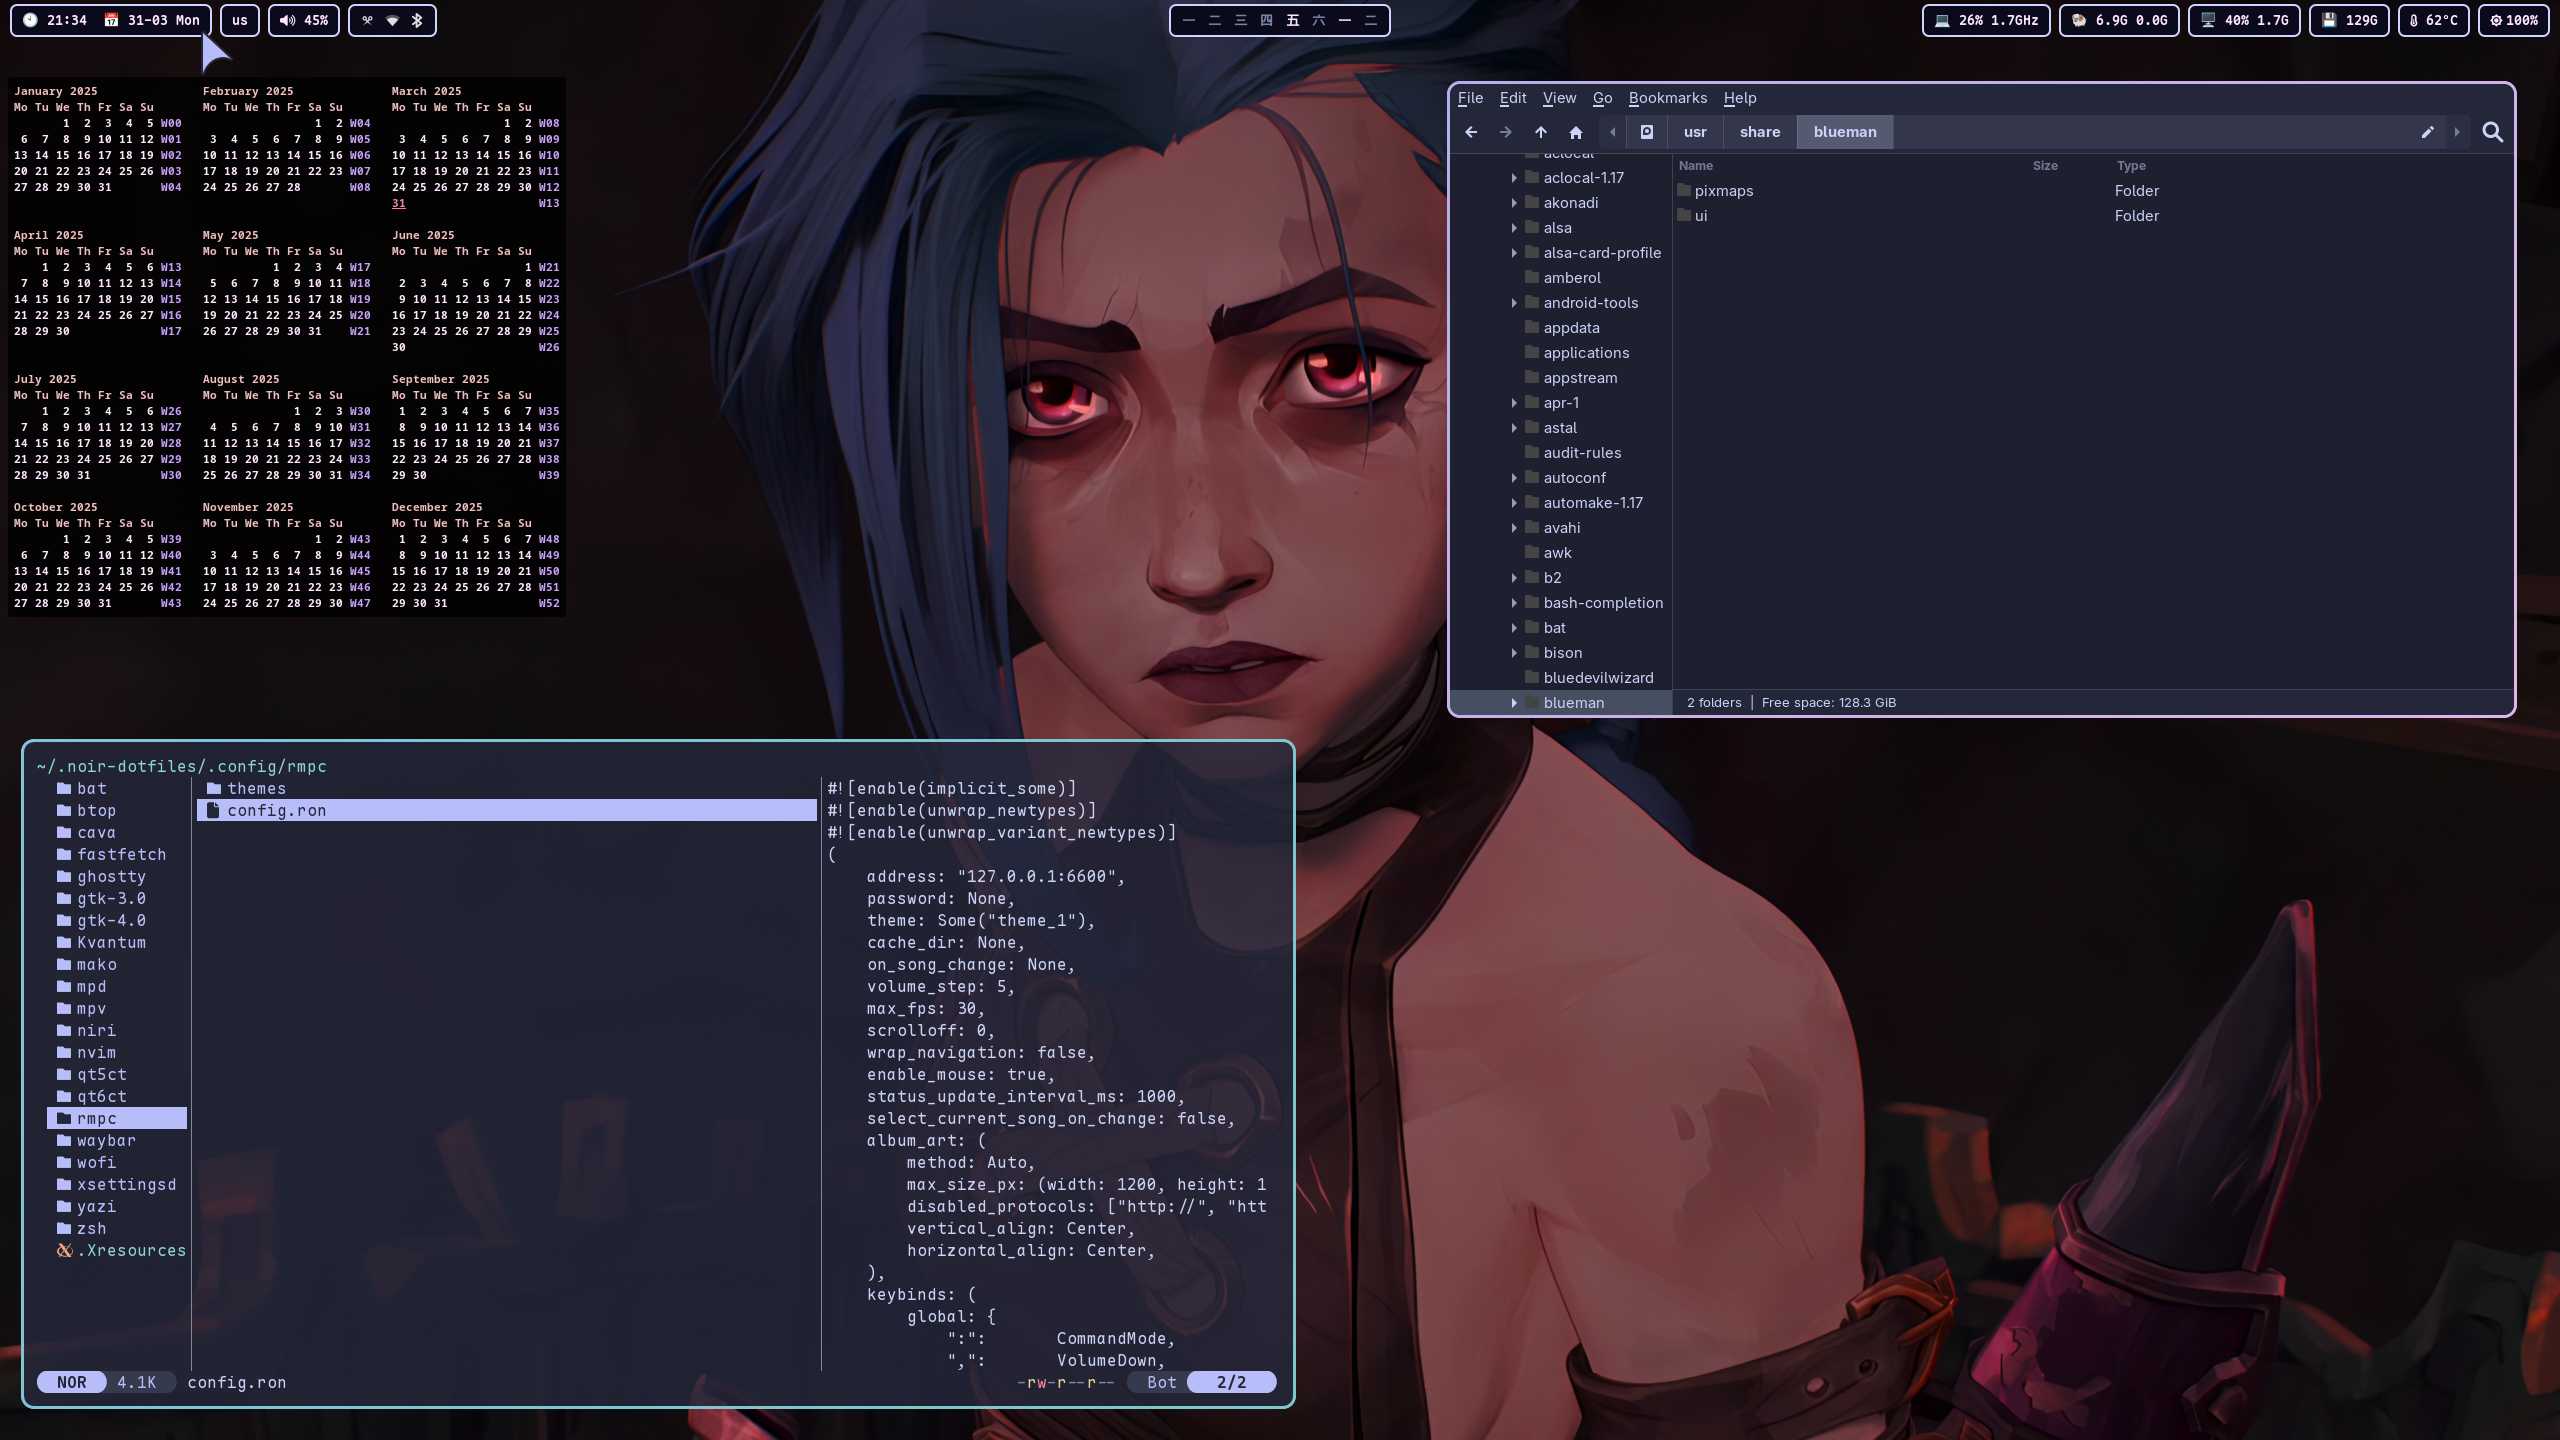 21:34 31-03 Mon us 45%
一 二 三 四 五 六 一 二
26% 1.7GHz 6.9G 0.0G 40% 1.7G 129G 62°C 100%
January 2025 February 2025 March 2025
Mo Tu We Th Fr Sa Su Mo Tu We Th Fr Sa Su Mo Tu We Th Fr Sa Su
1 2 3 4 5 W00 1 2 W04 1 2 W08
6 7 8 9 10 11 12 W01 3 4 5 6 7 8 9 W05 3 4 5 6 7 8 9 W09
13 14 15 16 17 18 19 W02 10 11 12 13 14 15 16 W06 10 11 12 13 14 15 16 W10
20 21 22 23 24 25 26 W03 17 18 19 20 21 22 23 W07 17 18 19 20 21 22 23 W11
27 28 29 30 31 W04 24 25 26 27 28 W08 24 25 26 27 28 29 30 W12
31 W13
April 2025 May 2025 June 2025
Mo Tu We Th Fr Sa Su Mo Tu We Th Fr Sa Su Mo Tu We Th Fr Sa Su
1 2 3 4 5 6 W13 1 2 3 4 W17 1 W21
7 8 9 10 11 12 13 W14 5 6 7 8 9 10 11 W18 2 3 4 5 6 7 8 W22
14 15 16 17 18 19 20 W15 12 13 14 15 16 17 18 W19 9 10 11 12 13 14 15 W23
21 22 23 24 25 26 27 W16 19 20 21 22 23 24 25 W20 16 17 18 19 20 21 22 W24
28 29 30 W17 26 27 28 29 30 31 W21 23 24 25 26 27 28 29 W25
30 W26
July 2025 August 2025 September 2025
Mo Tu We Th Fr Sa Su Mo Tu We Th Fr Sa Su Mo Tu We Th Fr Sa Su
1 2 3 4 5 6 W26 1 2 3 W30 1 2 3 4 5 6 7 W35
7 8 9 10 11 12 13 W27 4 5 6 7 8 9 10 W31 8 9 10 11 12 13 14 W36
14 15 16 17 18 19 20 W28 11 12 13 14 15 16 17 W32 15 16 17 18 19 20 21 W37
21 22 23 24 25 26 27 W29 18 19 20 21 22 23 24 W33 22 23 24 25 26 27 28 W38
28 29 30 31 W30 25 26 27 28 29 30 31 W34 29 30 W39
October 2025 November 2025 December 2025
Mo Tu We Th Fr Sa Su Mo Tu We Th Fr Sa Su Mo Tu We Th Fr Sa Su
1 2 3 4 5 W39 1 2 W43 1 2 3 4 5 6 7 W48
6 7 8 9 10 11 12 W40 3 4 5 6 7 8 9 W44 8 9 10 11 12 13 14 W49
13 14 15 16 17 18 19 W41 10 11 12 13 14 15 16 W45 15 16 17 18 19 20 21 W50
20 21 22 23 24 25 26 W42 17 18 19 20 21 22 23 W46 22 23 24 25 26 27 28 W51
27 28 29 30 31 W43 24 25 26 27 28 29 30 W47 29 30 31 W52
File Edit View Go Bookmarks Help
usr share blueman
aclocal
aclocal-1.17
akonadi
alsa
alsa-card-profile
amberol
android-tools
appdata
applications
appstream
apr-1
astal
audit-rules
autoconf
automake-1.17
avahi
awk
b2
bash-completion
bat
bison
bluedevilwizard
blueman
Name Size Type
pixmaps Folder
ui Folder
2 folders | Free space: 128.3 GiB
~/.noir-dotfiles/.config/rmpc
bat
btop
cava
fastfetch
ghostty
gtk-3.0
gtk-4.0
Kvantum
mako
mpd
mpv
niri
nvim
qt5ct
qt6ct
rmpc
waybar
wofi
xsettingsd
yazi
zsh
.Xresources
themes
config.ron
#![enable(implicit_some)]
#![enable(unwrap_newtypes)]
#![enable(unwrap_variant_newtypes)]
(
address: "127.0.0.1:6600",
password: None,
theme: Some("theme_1"),
cache_dir: None,
on_song_change: None,
volume_step: 5,
max_fps: 30,
scrolloff: 0,
wrap_navigation: false,
enable_mouse: true,
status_update_interval_ms: 1000,
select_current_song_on_change: false,
album_art: (
method: Auto,
max_size_px: (width: 1200, height: 1
disabled_protocols: ["http://", "htt
vertical_align: Center,
horizontal_align: Center,
),
keybinds: (
global: {
":": CommandMode,
",": VolumeDown,
NOR 4.1K config.ron -rw-r--r-- Bot 2/2